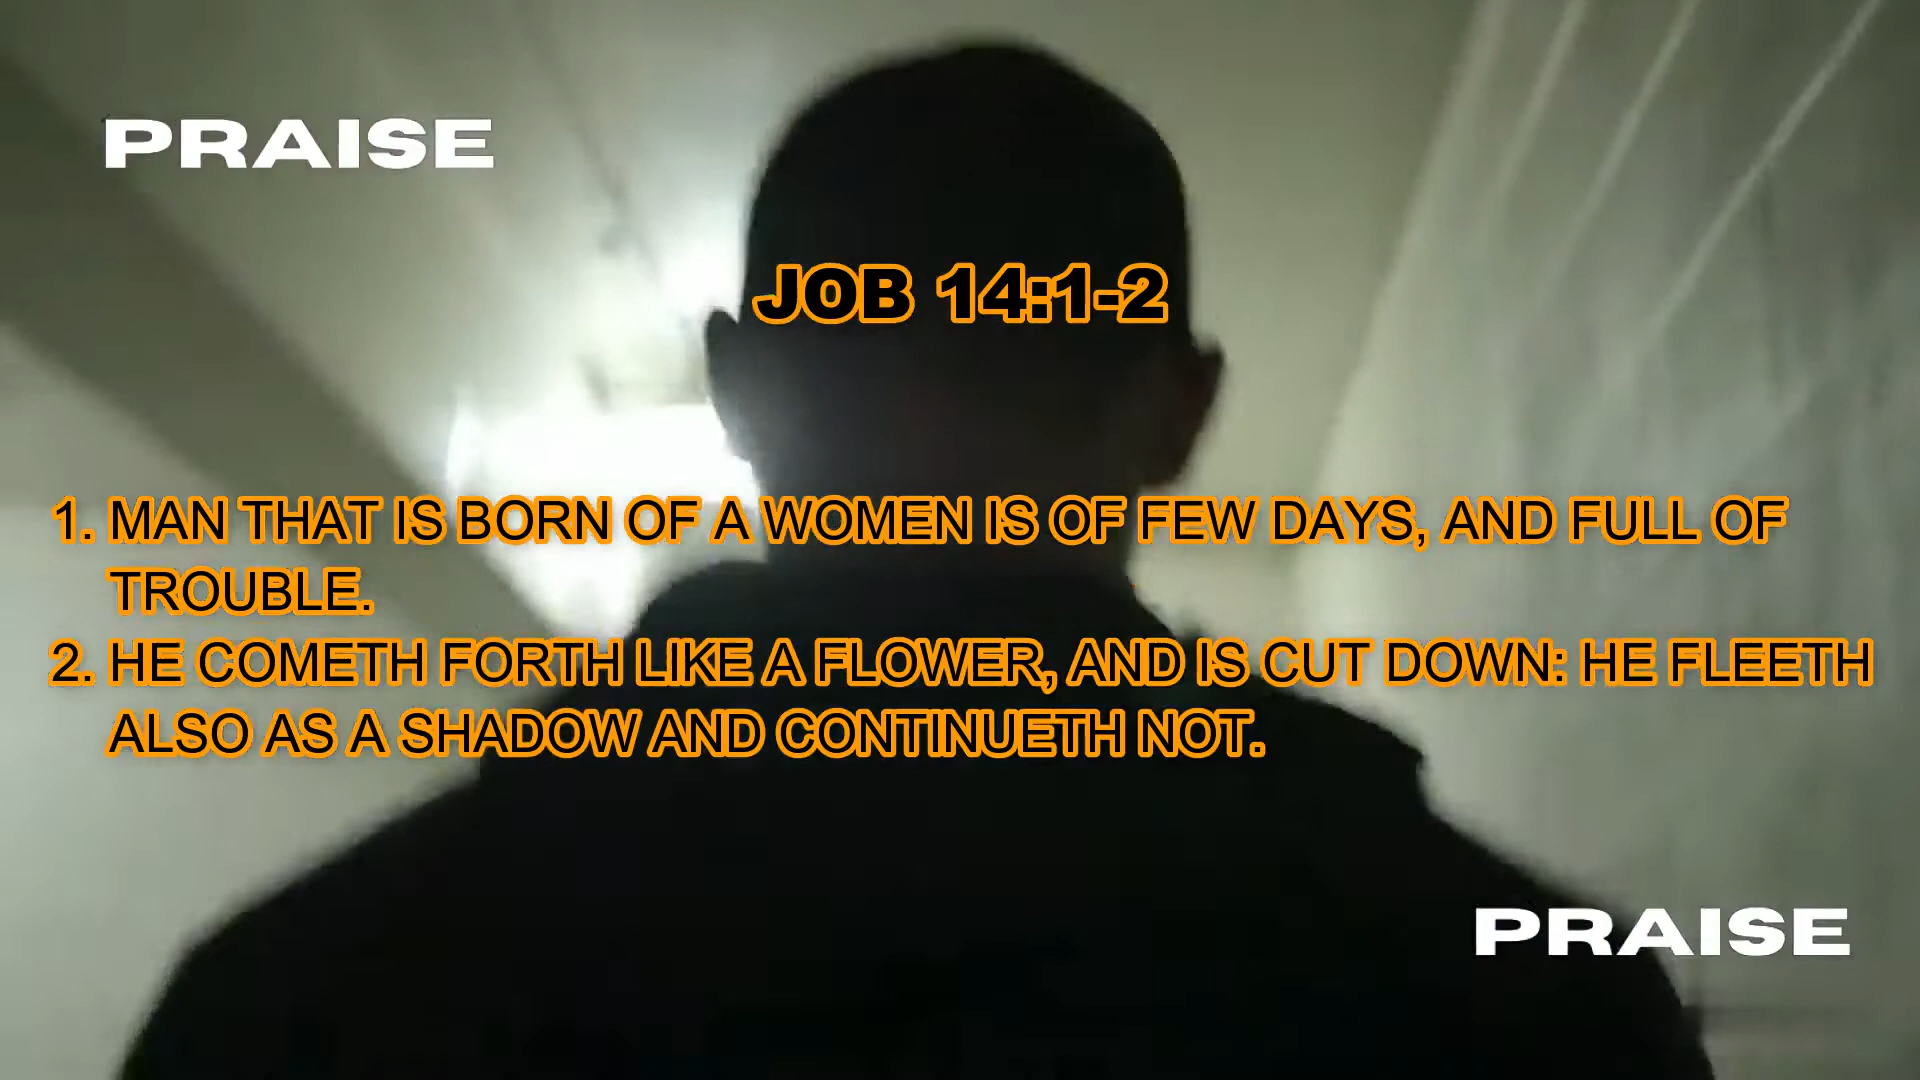 PRAISE
JOB 14:1-2
1. MAN THAT IS BORN OF A WOMEN IS OF FEW DAYS, AND FULL OF
TROUBLE.
2. HE COMETH FORTH LIKE A FLOWER, AND IS CUT DOWN: HE FLEETH
ALSO AS A SHADOW AND CONTINUETH NOT.
PRAISE